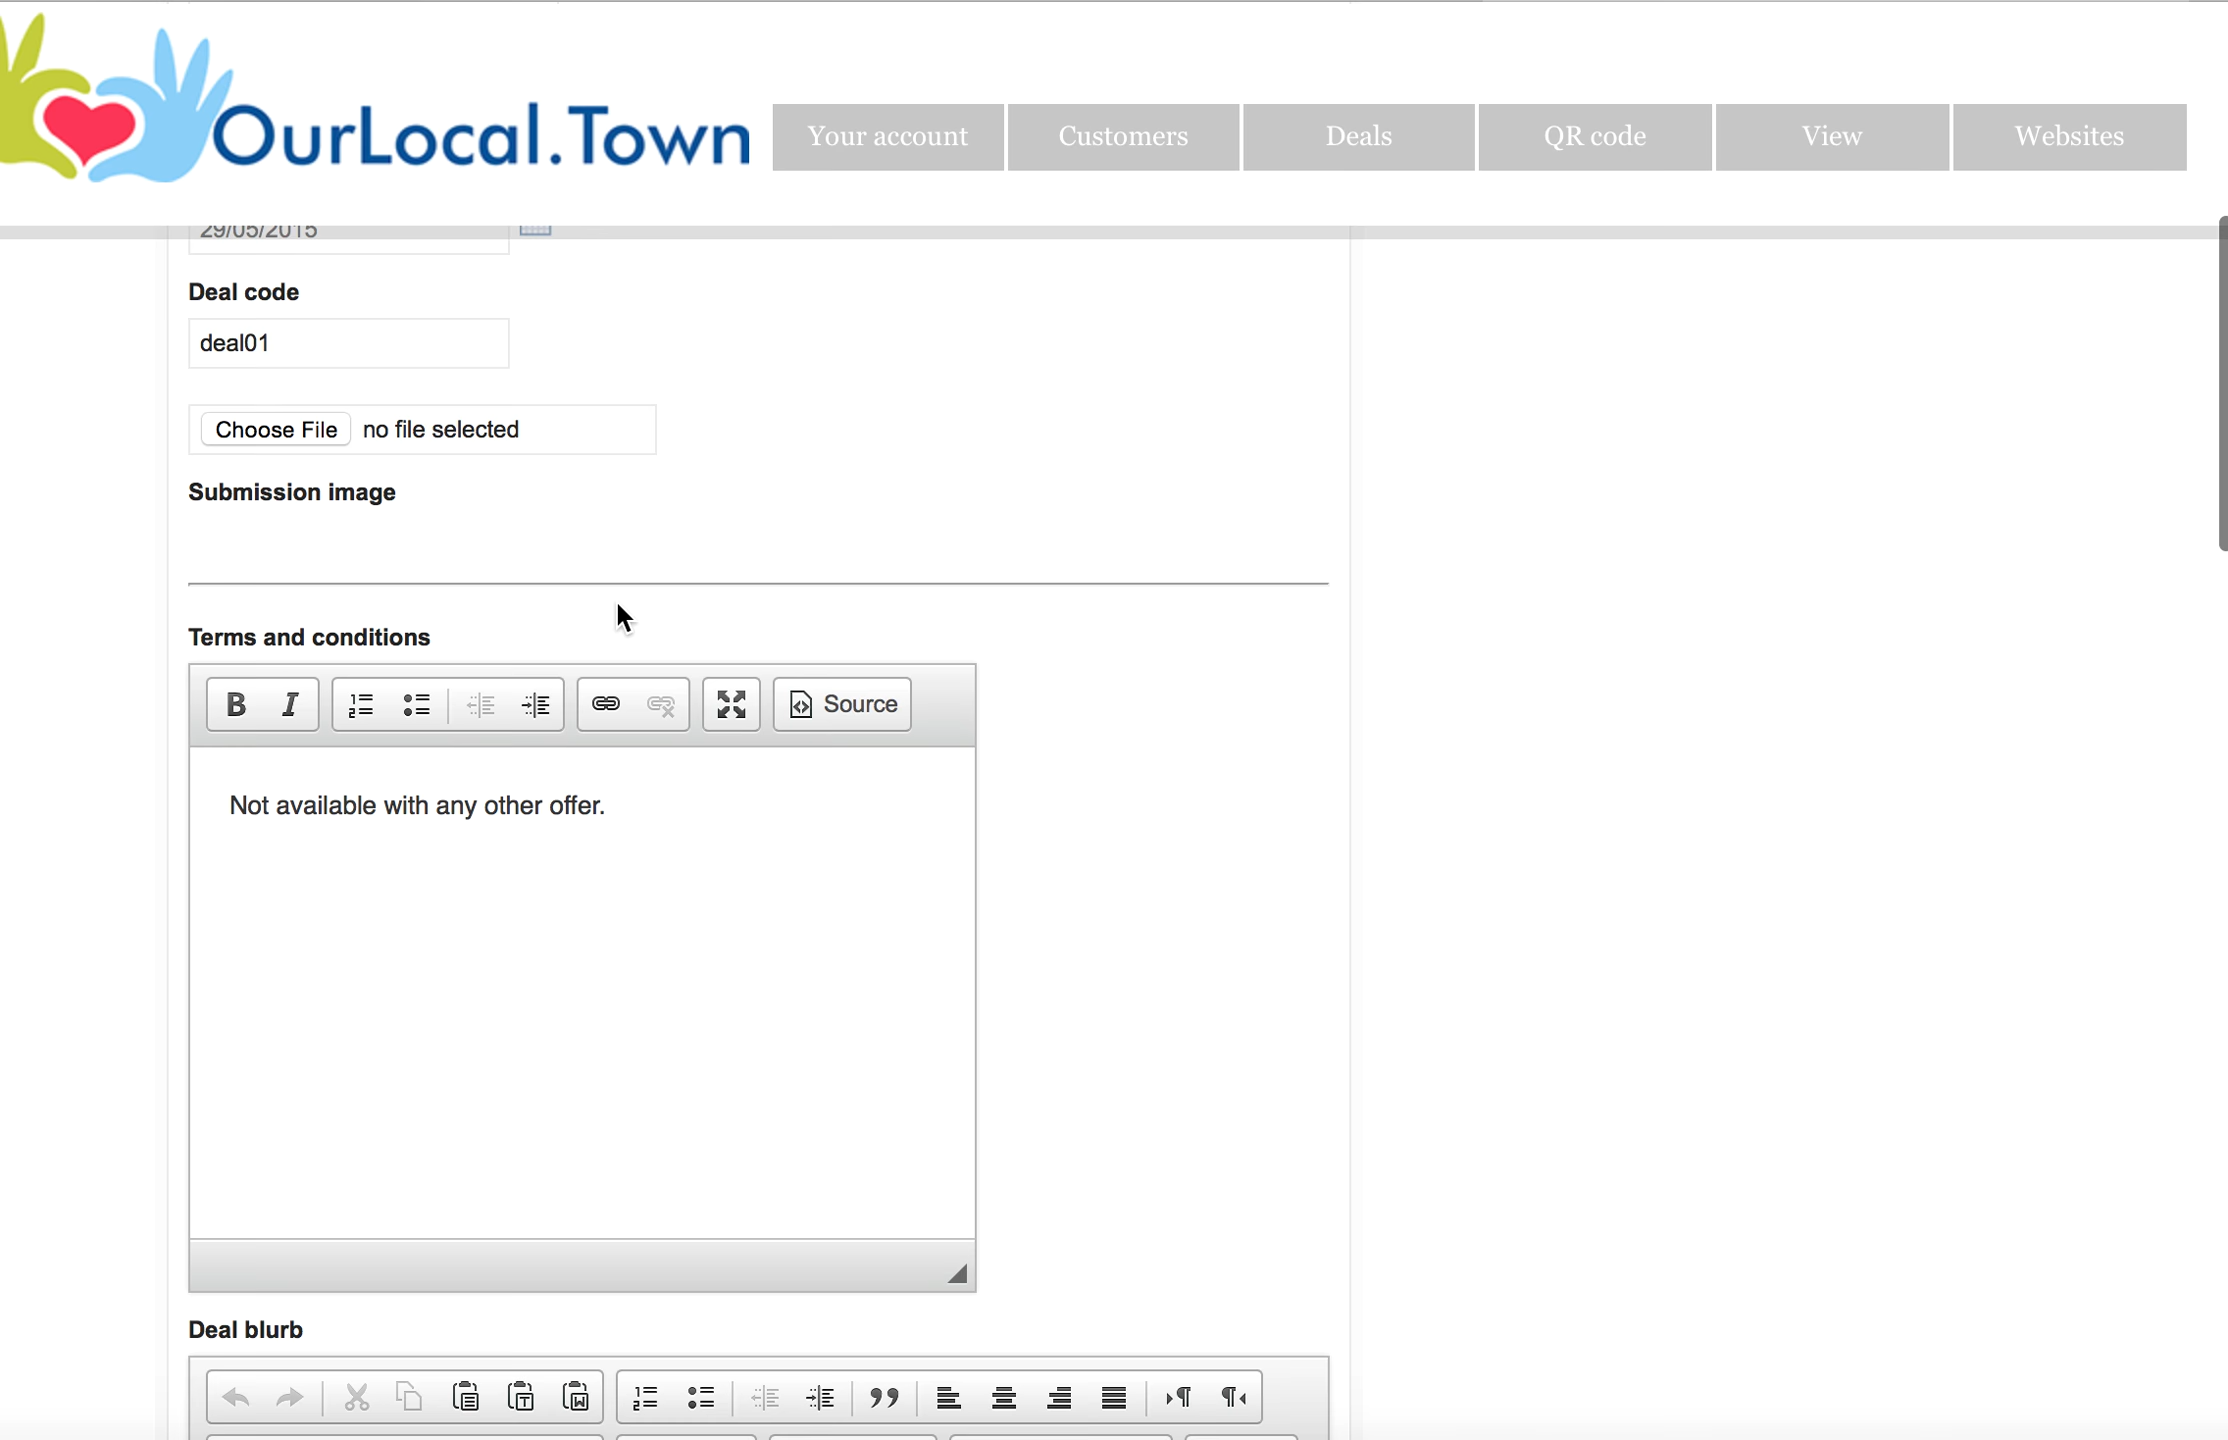 OurLocal.Town
Your account
Customers
Deals
QR code
View
Websites
29/05/2015
Deal code
deal01
Choose File no file selected
Submission image
Terms and conditions
B I
Source
Not available with any other offer.
Deal blurb